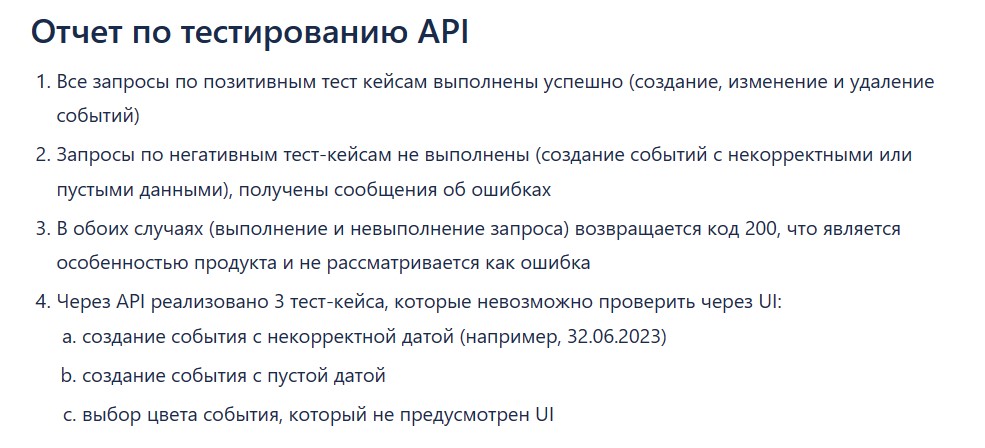 Отчет по тестированию API
1. Все запросы по позитивным тест кейсам выполнены успешно (создание, изменение и удаление
событий)
2. Запросы по негативным тест-кейсам не выполнены (создание событий с некорректными или
пустыми данными), получены сообщения об ошибках
3. В обоих случаях (выполнение и невыполнение запроса) возвращается код 200, что является
особенностью продукта и не рассматривается как ошибка
4. Через API реализовано 3 тест-кейса, которые невозможно проверить через UI:
a. создание события с некорректной датой (например, 32.06.2023)
b. создание события с пустой датой
c. выбор цвета события, который не предусмотрен UI